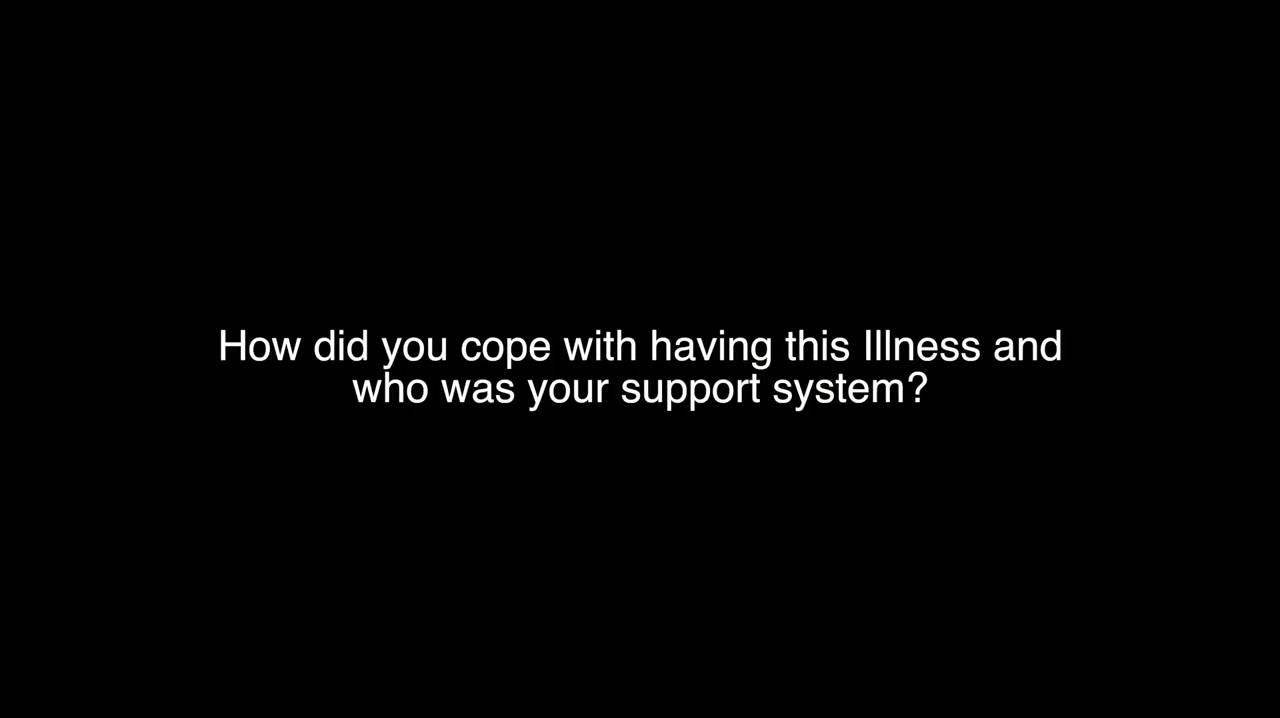 How did you cope with having this Illness and
who was your support system?